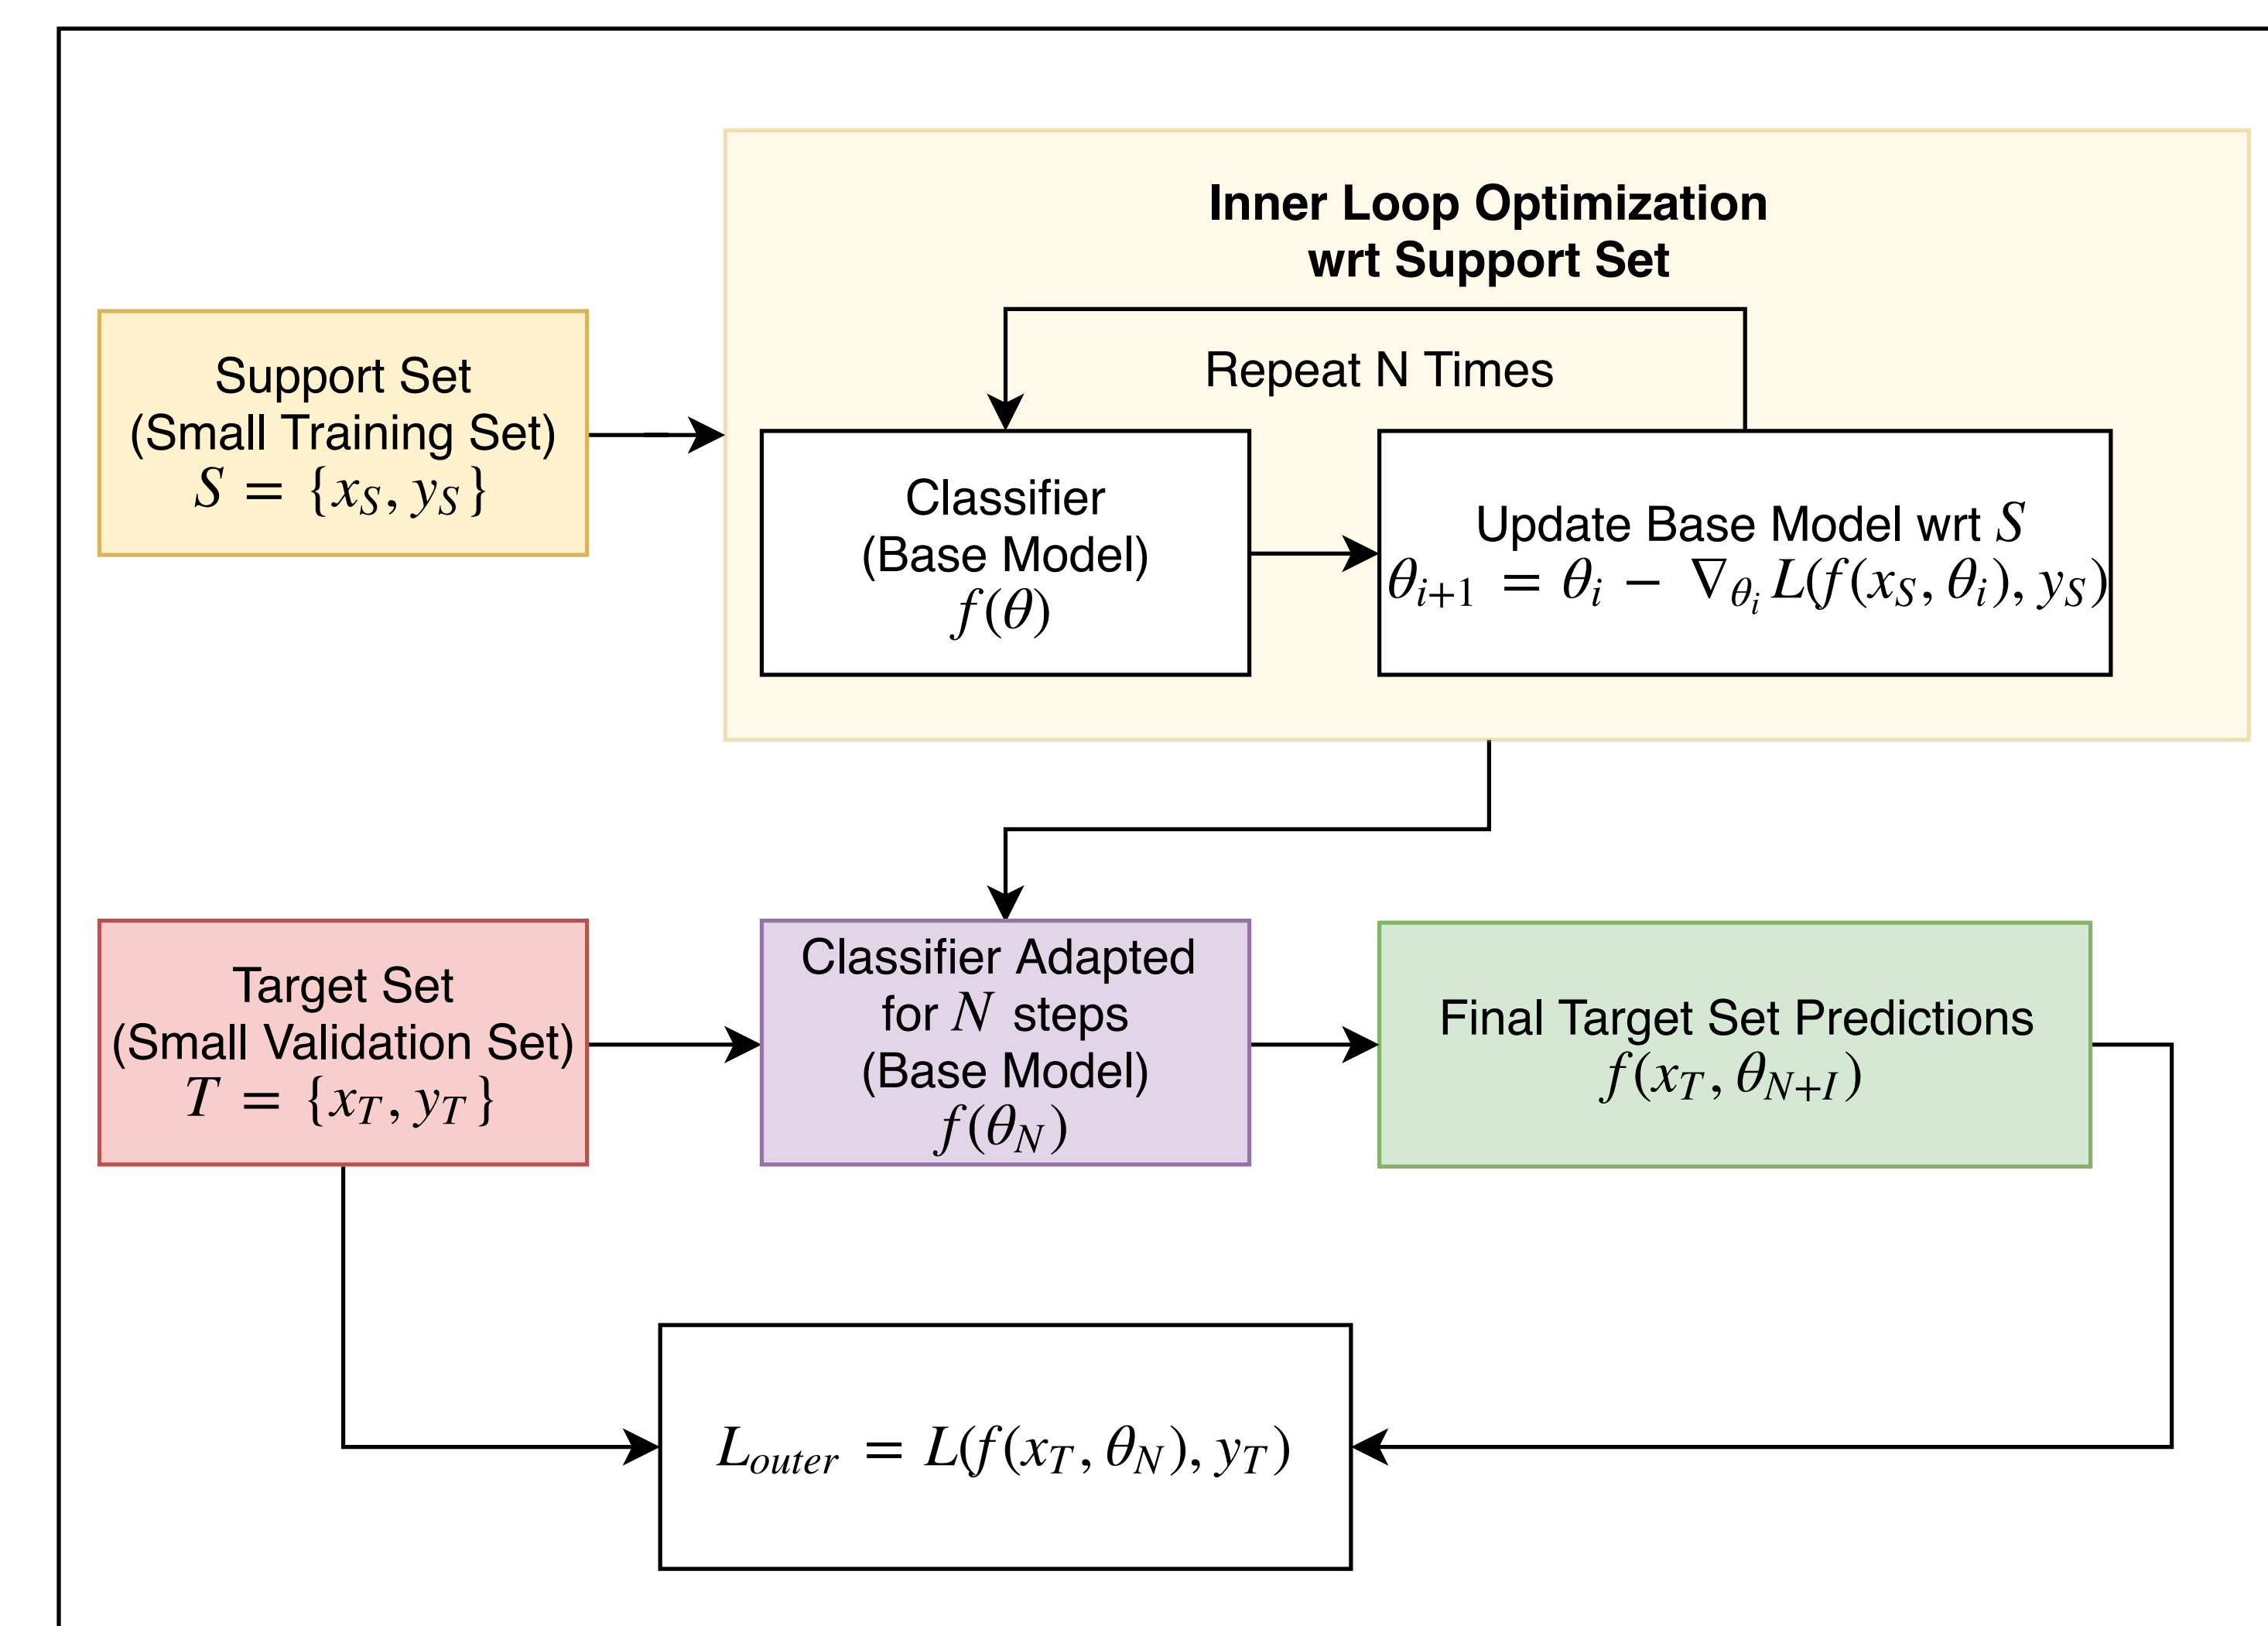 Inner Loop Optimization
wrt Support Set
Repeat N Times
Support Set
(Small Training Set)
S = {x_S, y_S}
Classifier
(Base Model)
f(θ)
Update Base Model wrt S
θ_{i+1} = θ_i − ∇_{θ_i} L(f(x_S, θ_i), y_S)
Target Set
(Small Validation Set)
T = {x_T, y_T}
Classifier Adapted
for N steps
(Base Model)
f(θ_N)
Final Target Set Predictions
f(x_T, θ_{N+I})
L_{outer} = L(f(x_T, θ_N), y_T)